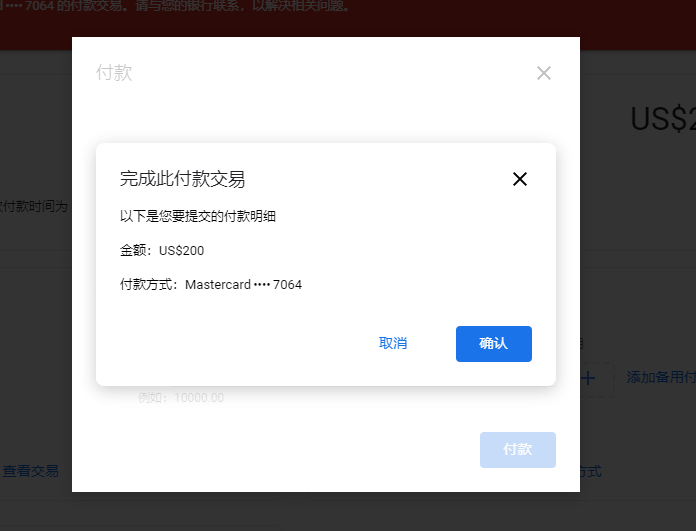 •••• 7064 的付款交易。请与您的银行联系，以解决相关问题。
付款
US$2
完成此付款交易
付款时间为
以下是您要提交的付款明细
金额：US$200
付款方式：Mastercard •••• 7064
取消
确认
添加备用付
例如：10000.00
付款
查看交易
方式